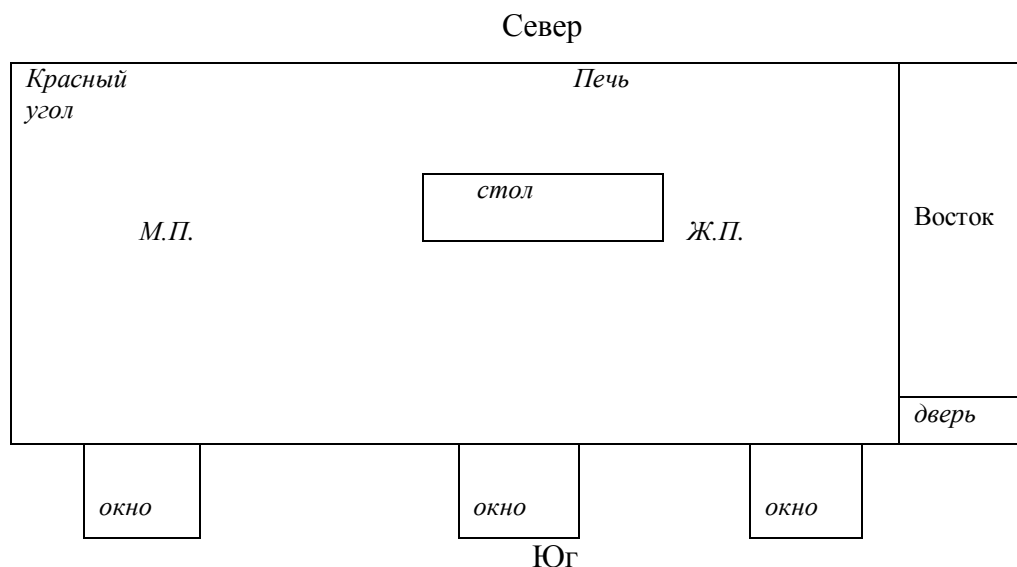 Север
Красный
угол
Печь
стол
М.П.
Ж.П.
Восток
дверь
окно
окно
окно
Юг